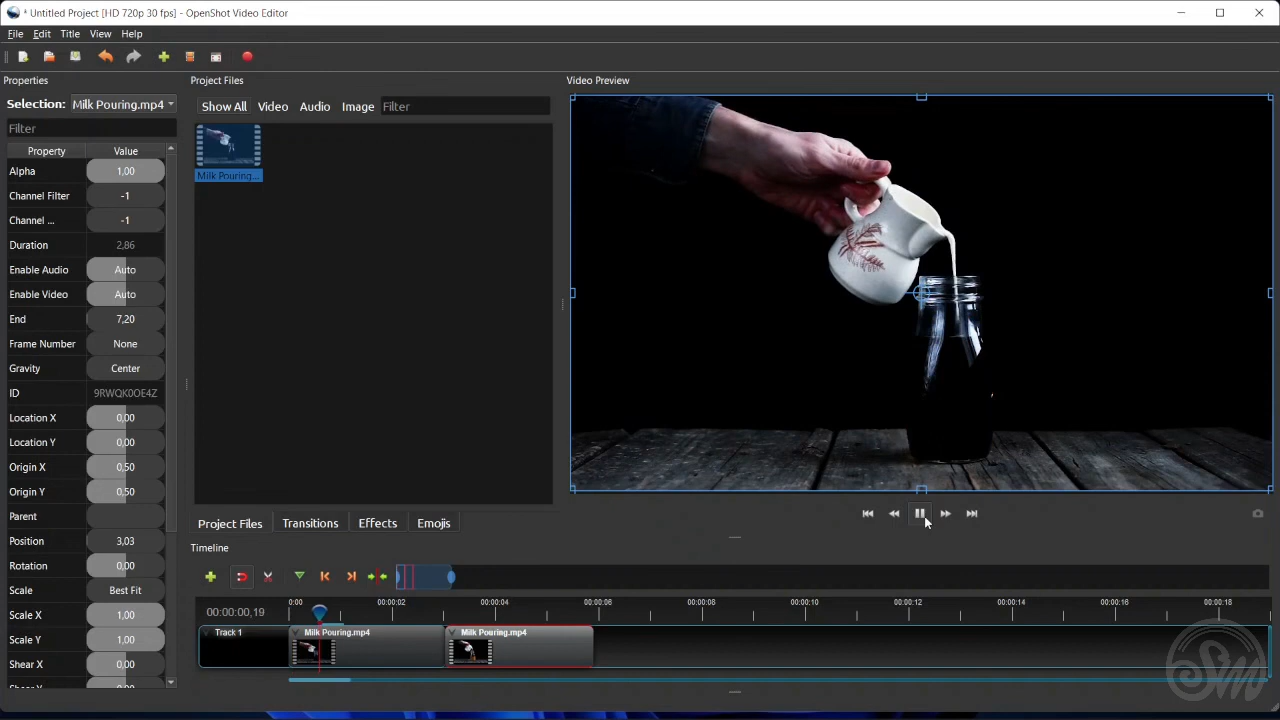 * Untitled Project [HD 720p 30 fps] - OpenShot Video Editor
File Edit Title View Help
Properties
Project Files
Video Preview
Selection: Milk Pouring.mp4
Show All Video Audio Image Filter
Filter
Property Value
Milk Pouring...
Alpha 1,00
Channel Filter -1
Channel ... -1
Duration 2,86
Enable Audio Auto
Enable Video Auto
End 7,20
Frame Number None
Gravity Center
ID 9RWQK0OE4Z
Location X 0,00
Location Y 0,00
Origin X 0,50
Origin Y 0,50
Parent
Position 3,03
Rotation 0,00
Scale Best Fit
Scale X 1,00
Scale Y 1,00
Shear X 0,00
Project Files Transitions Effects Emojis
Timeline
00:00:00,19
0:00 00:00:02 00:00:04 00:00:06 00:00:08 00:00:10 00:00:12 00:00:14 00:00:16 00:00:18
Track 1 Milk Pouring.mp4 Milk Pouring.mp4
SM